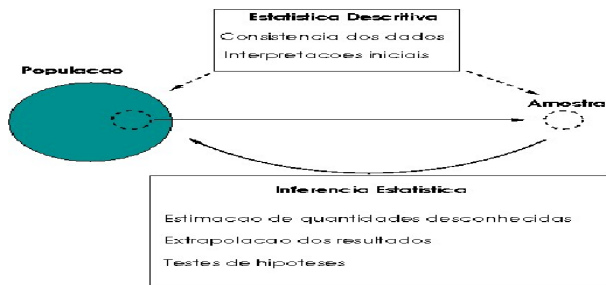 Estatistica Descritiva
Consistencia dos dados
Interpretacoes iniciais
Populacao
Amostra
Inferencia Estatistica
Estimacao de quantidades desconhecidas
Extrapolacao dos resultados
Testes de hipoteses